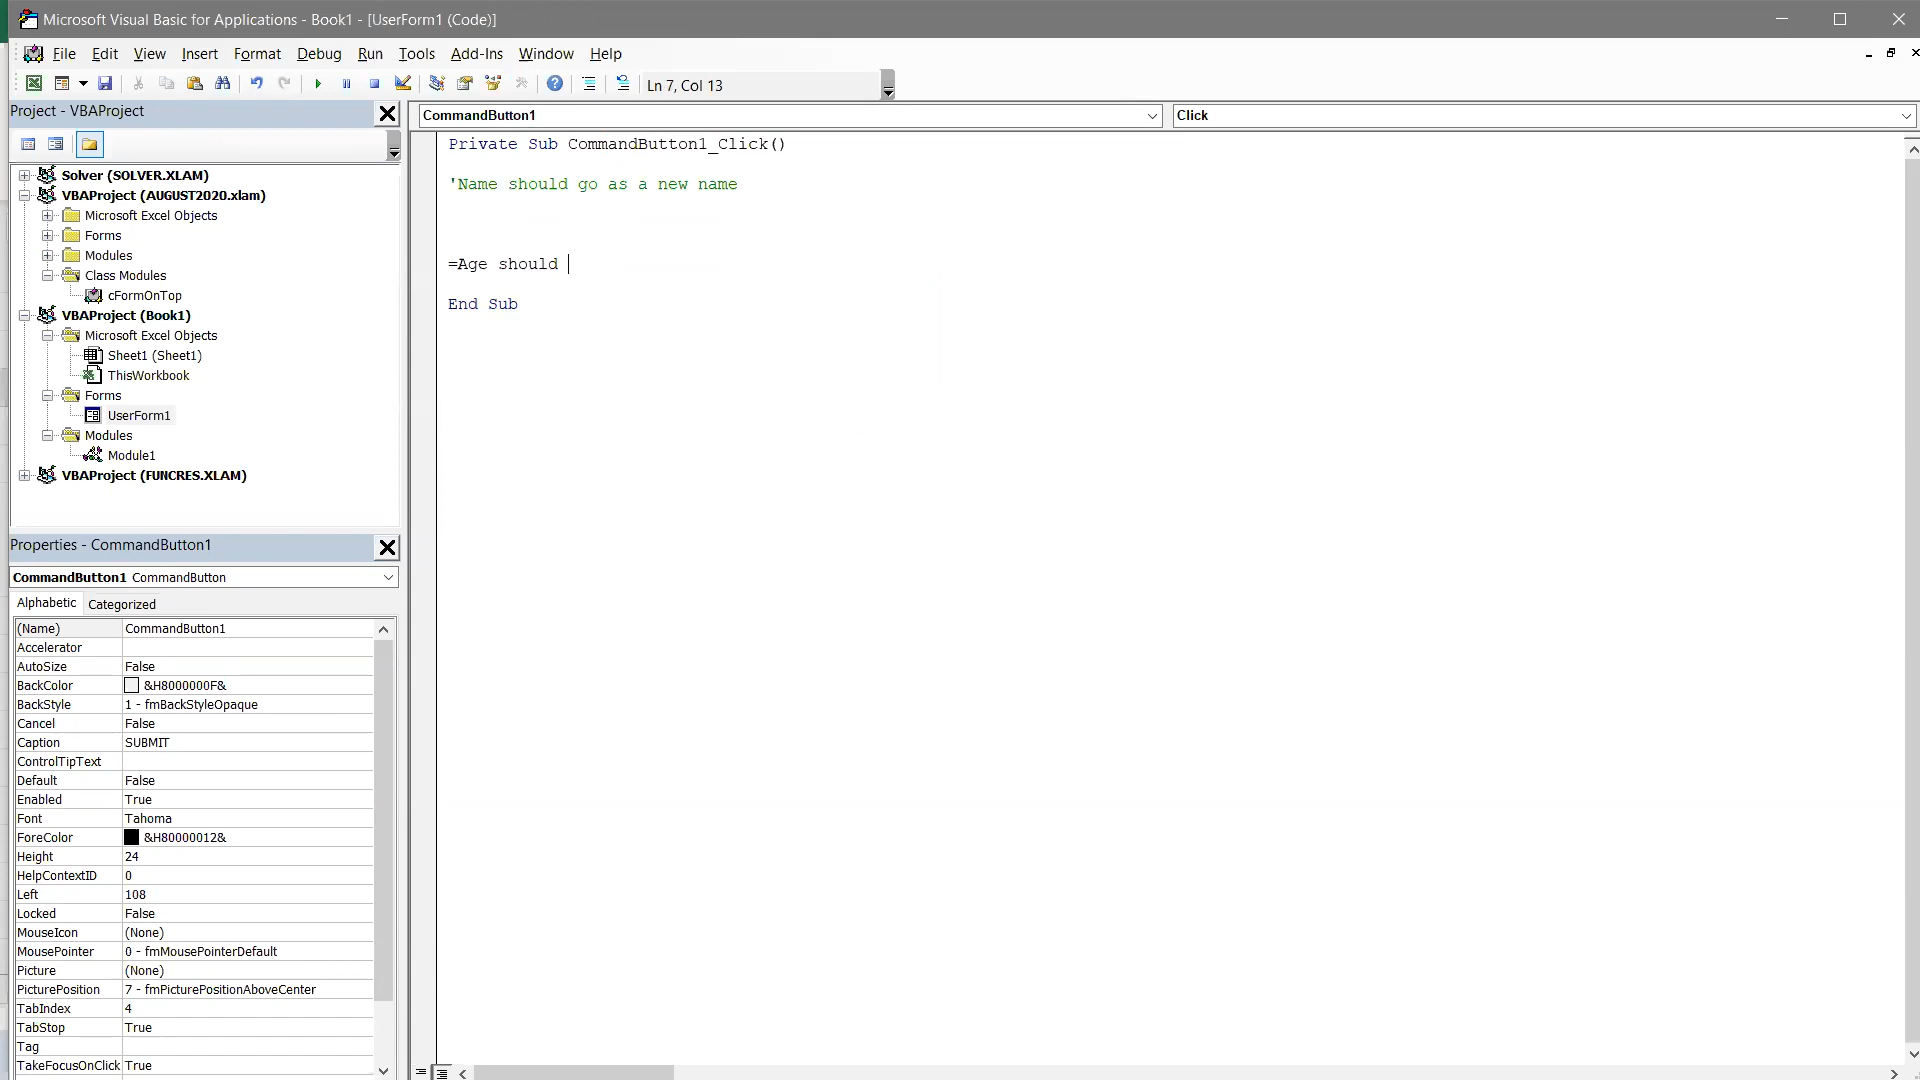 Microsoft Visual Basic for Applications - Book1 - [UserForm1 (Code)]
File Edit View Insert Format Debug Run Tools Add-Ins Window Help
Ln 7, Col 13
Project - VBAProject
Solver (SOLVER.XLAM)
VBAProject (AUGUST2020.xlam)
Microsoft Excel Objects
Forms
Modules
Class Modules
cFormOnTop
VBAProject (Book1)
Microsoft Excel Objects
Sheet1 (Sheet1)
ThisWorkbook
Forms
UserForm1
Modules
Module1
VBAProject (FUNCRES.XLAM)
Properties - CommandButton1
CommandButton1 CommandButton
Alphabetic Categorized
(Name) CommandButton1
Accelerator
AutoSize False
BackColor &H8000000F&
BackStyle 1 - fmBackStyleOpaque
Cancel False
Caption SUBMIT
ControlTipText
Default False
Enabled True
Font Tahoma
ForeColor &H80000012&
Height 24
HelpContextID 0
Left 108
Locked False
MouseIcon (None)
MousePointer 0 - fmMousePointerDefault
Picture (None)
PicturePosition 7 - fmPicturePositionAboveCenter
TabIndex 4
TabStop True
Tag
TakeFocusOnClick True
CommandButton1 Click
Private Sub CommandButton1_Click()
'Name should go as a new name
=Age should
End Sub